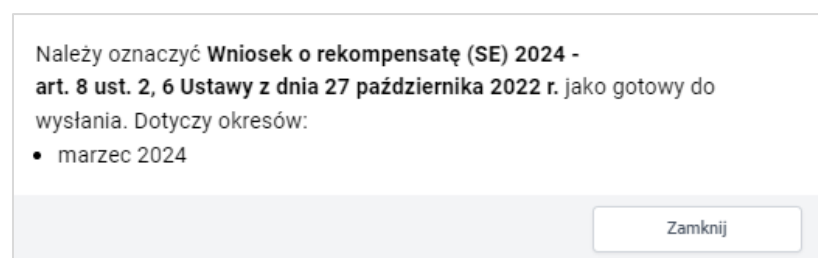 Należy oznaczyć Wniosek o rekompensatę (SE) 2024 -
art. 8 ust. 2, 6 Ustawy z dnia 27 października 2022 r. jako gotowy do
wysłania. Dotyczy okresów:
• marzec 2024
Zamknij